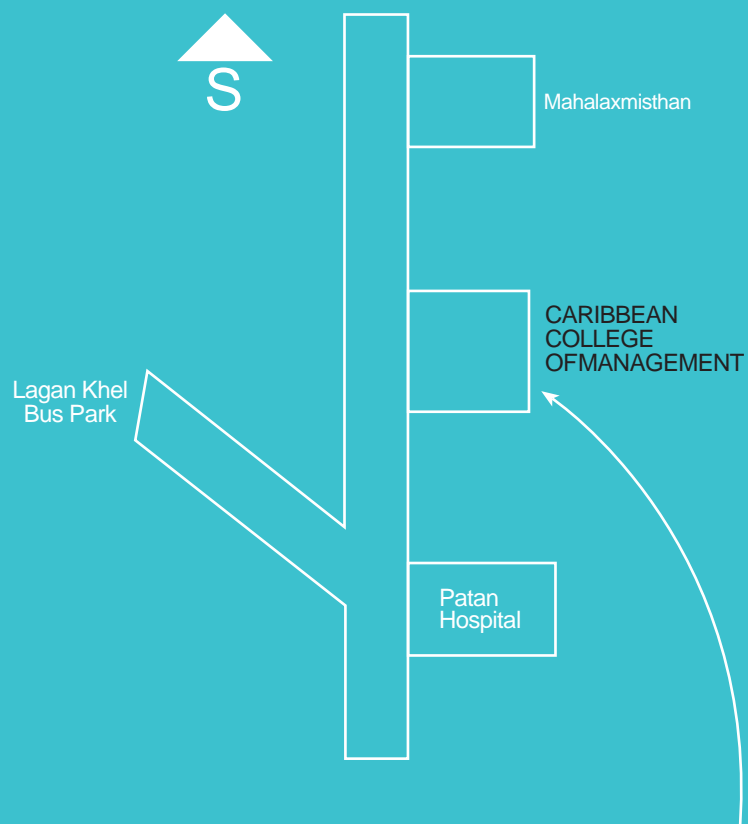 S
Mahalaxmisthan
CARIBBEAN
COLLEGE
OFMANAGEMENT
Lagan Khel
Bus Park
Patan
Hospital